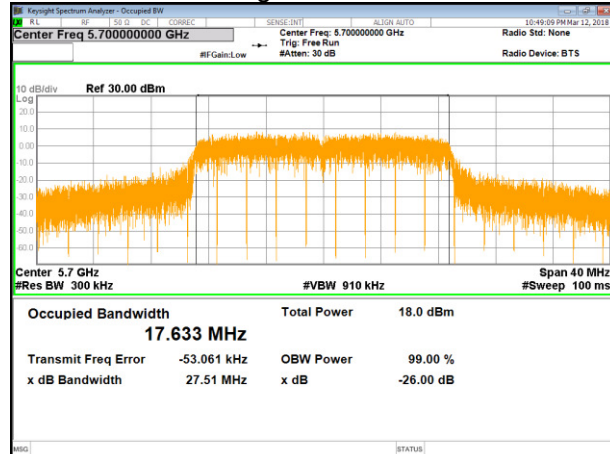 Keysight Spectrum Analyzer - Occupied BW
RL RF 50 Ω DC CORREC SENSE:INT ALIGN AUTO 10:49:09 PM Mar 12, 2018
Center Freq 5.700000000 GHz Center Freq: 5.700000000 GHz Radio Std: None
Trig: Free Run
#IFGain:Low #Atten: 30 dB Radio Device: BTS
10 dB/div Ref 30.00 dBm
Log
20.0
10.0
0.00
-10.0
-20.0
-30.0
-40.0
-50.0
-60.0
Center 5.7 GHz Span 40 MHz
#Res BW 300 kHz #VBW 910 kHz #Sweep 100 ms
Occupied Bandwidth Total Power 18.0 dBm
17.633 MHz
Transmit Freq Error -53.061 kHz OBW Power 99.00 %
x dB Bandwidth 27.51 MHz x dB -26.00 dB
MSG STATUS